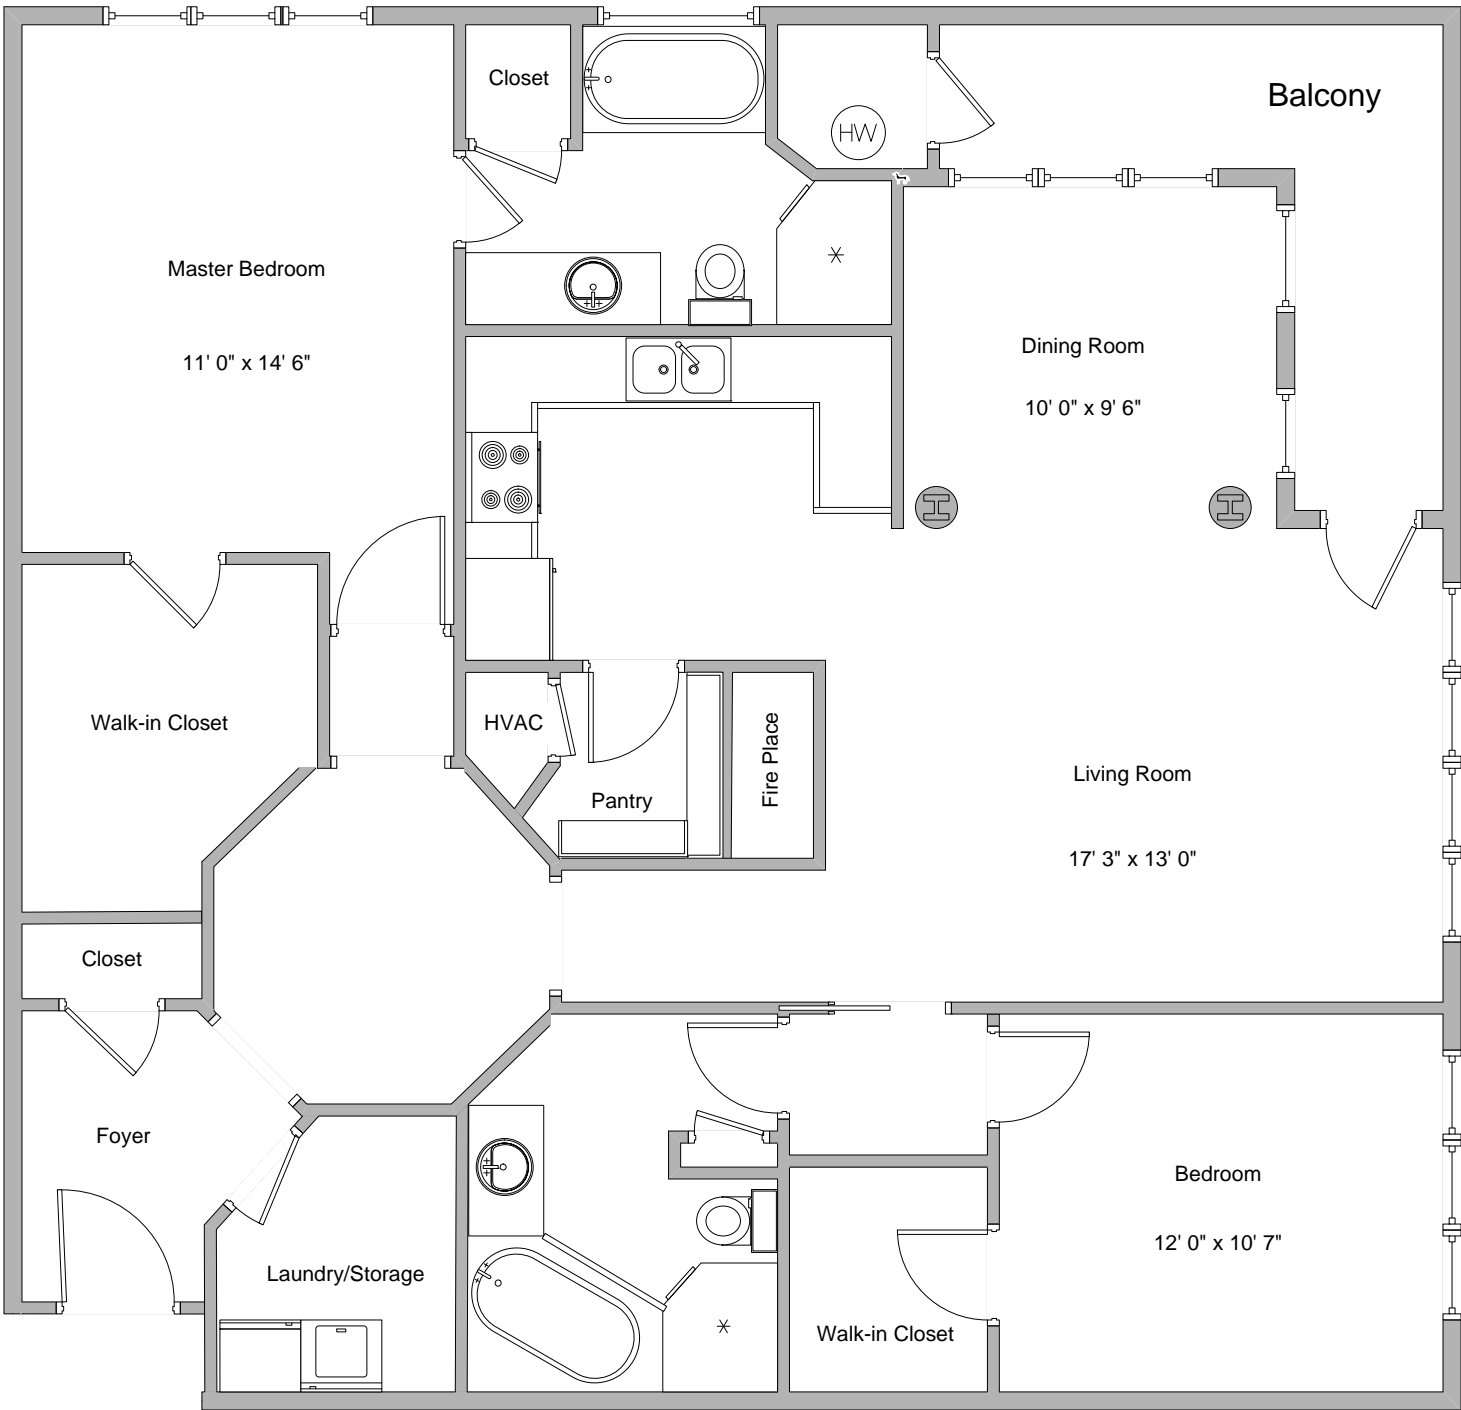 Closet
Balcony
HW
Master Bedroom
11' 0" x 14' 6"
Dining Room
10' 0" x 9' 6"
Walk-in Closet
HVAC
Pantry
Fire Place
Living Room
17' 3" x 13' 0"
Closet
Foyer
Bedroom
12' 0" x 10' 7"
Laundry/Storage
Walk-in Closet